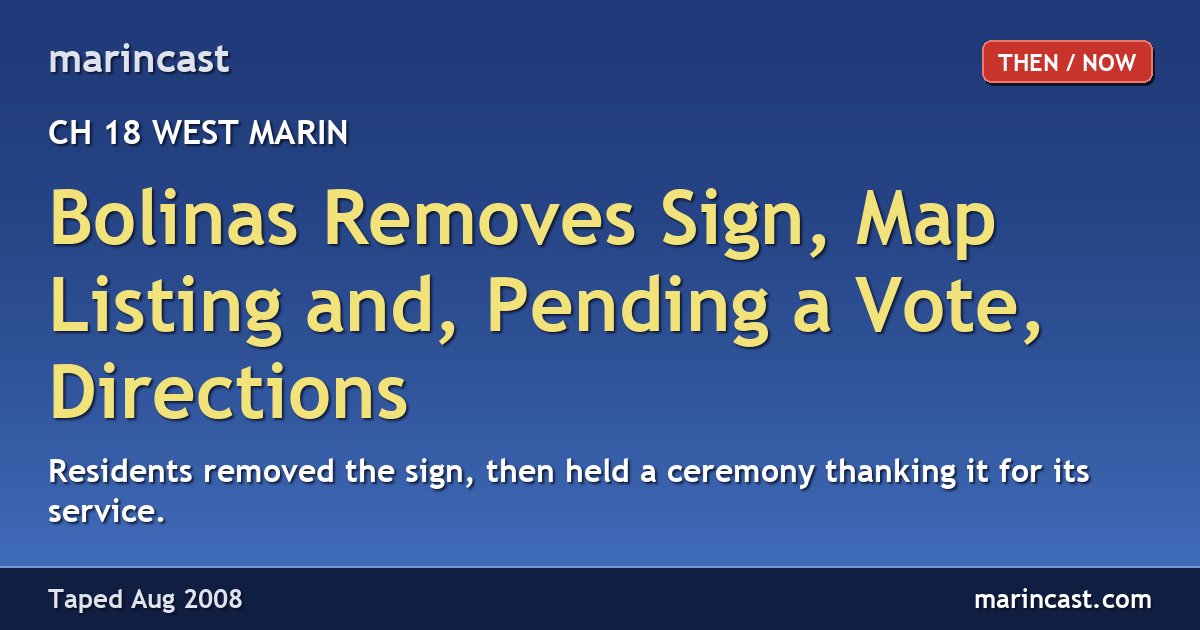 marincast
THEN / NOW
CH 18 WEST MARIN
Bolinas Removes Sign, Map
Listing and, Pending a Vote,
Directions
Residents removed the sign, then held a ceremony thanking it for its
service.
Taped Aug 2008
marincast.com